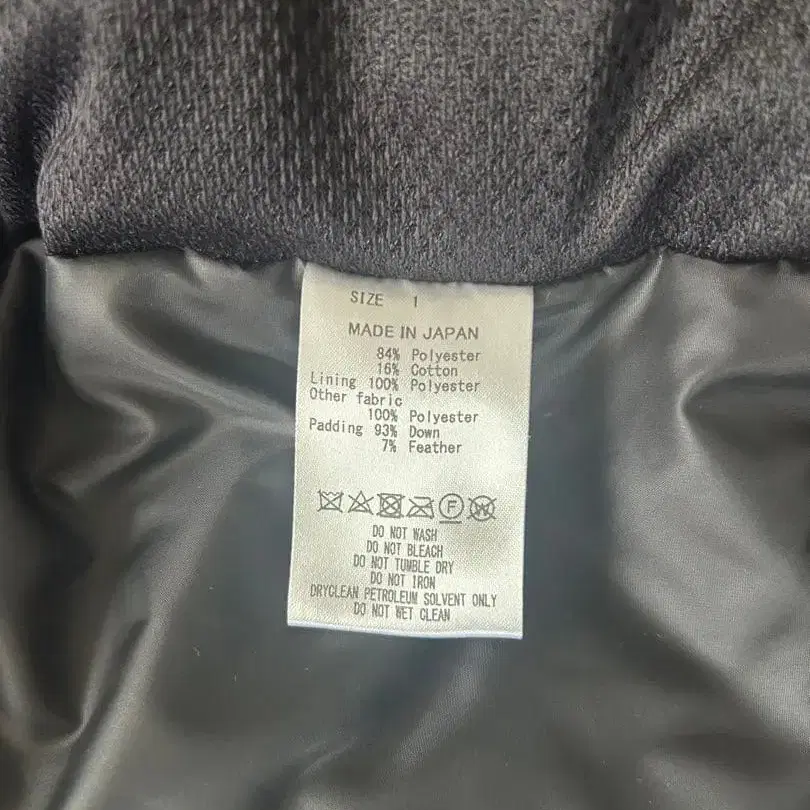 SIZE 1
MADE IN JAPAN
84% Polyester
16% Cotton
Lining 100% Polyester
Other fabric
100% Polyester
Padding 93% Down
7% Feather
F W
DO NOT WASH
DO NOT BLEACH
DO NOT TUMBLE DRY
DO NOT IRON
DRYCLEAN PETROLEUM SOLVENT ONLY
DO NOT WET CLEAN